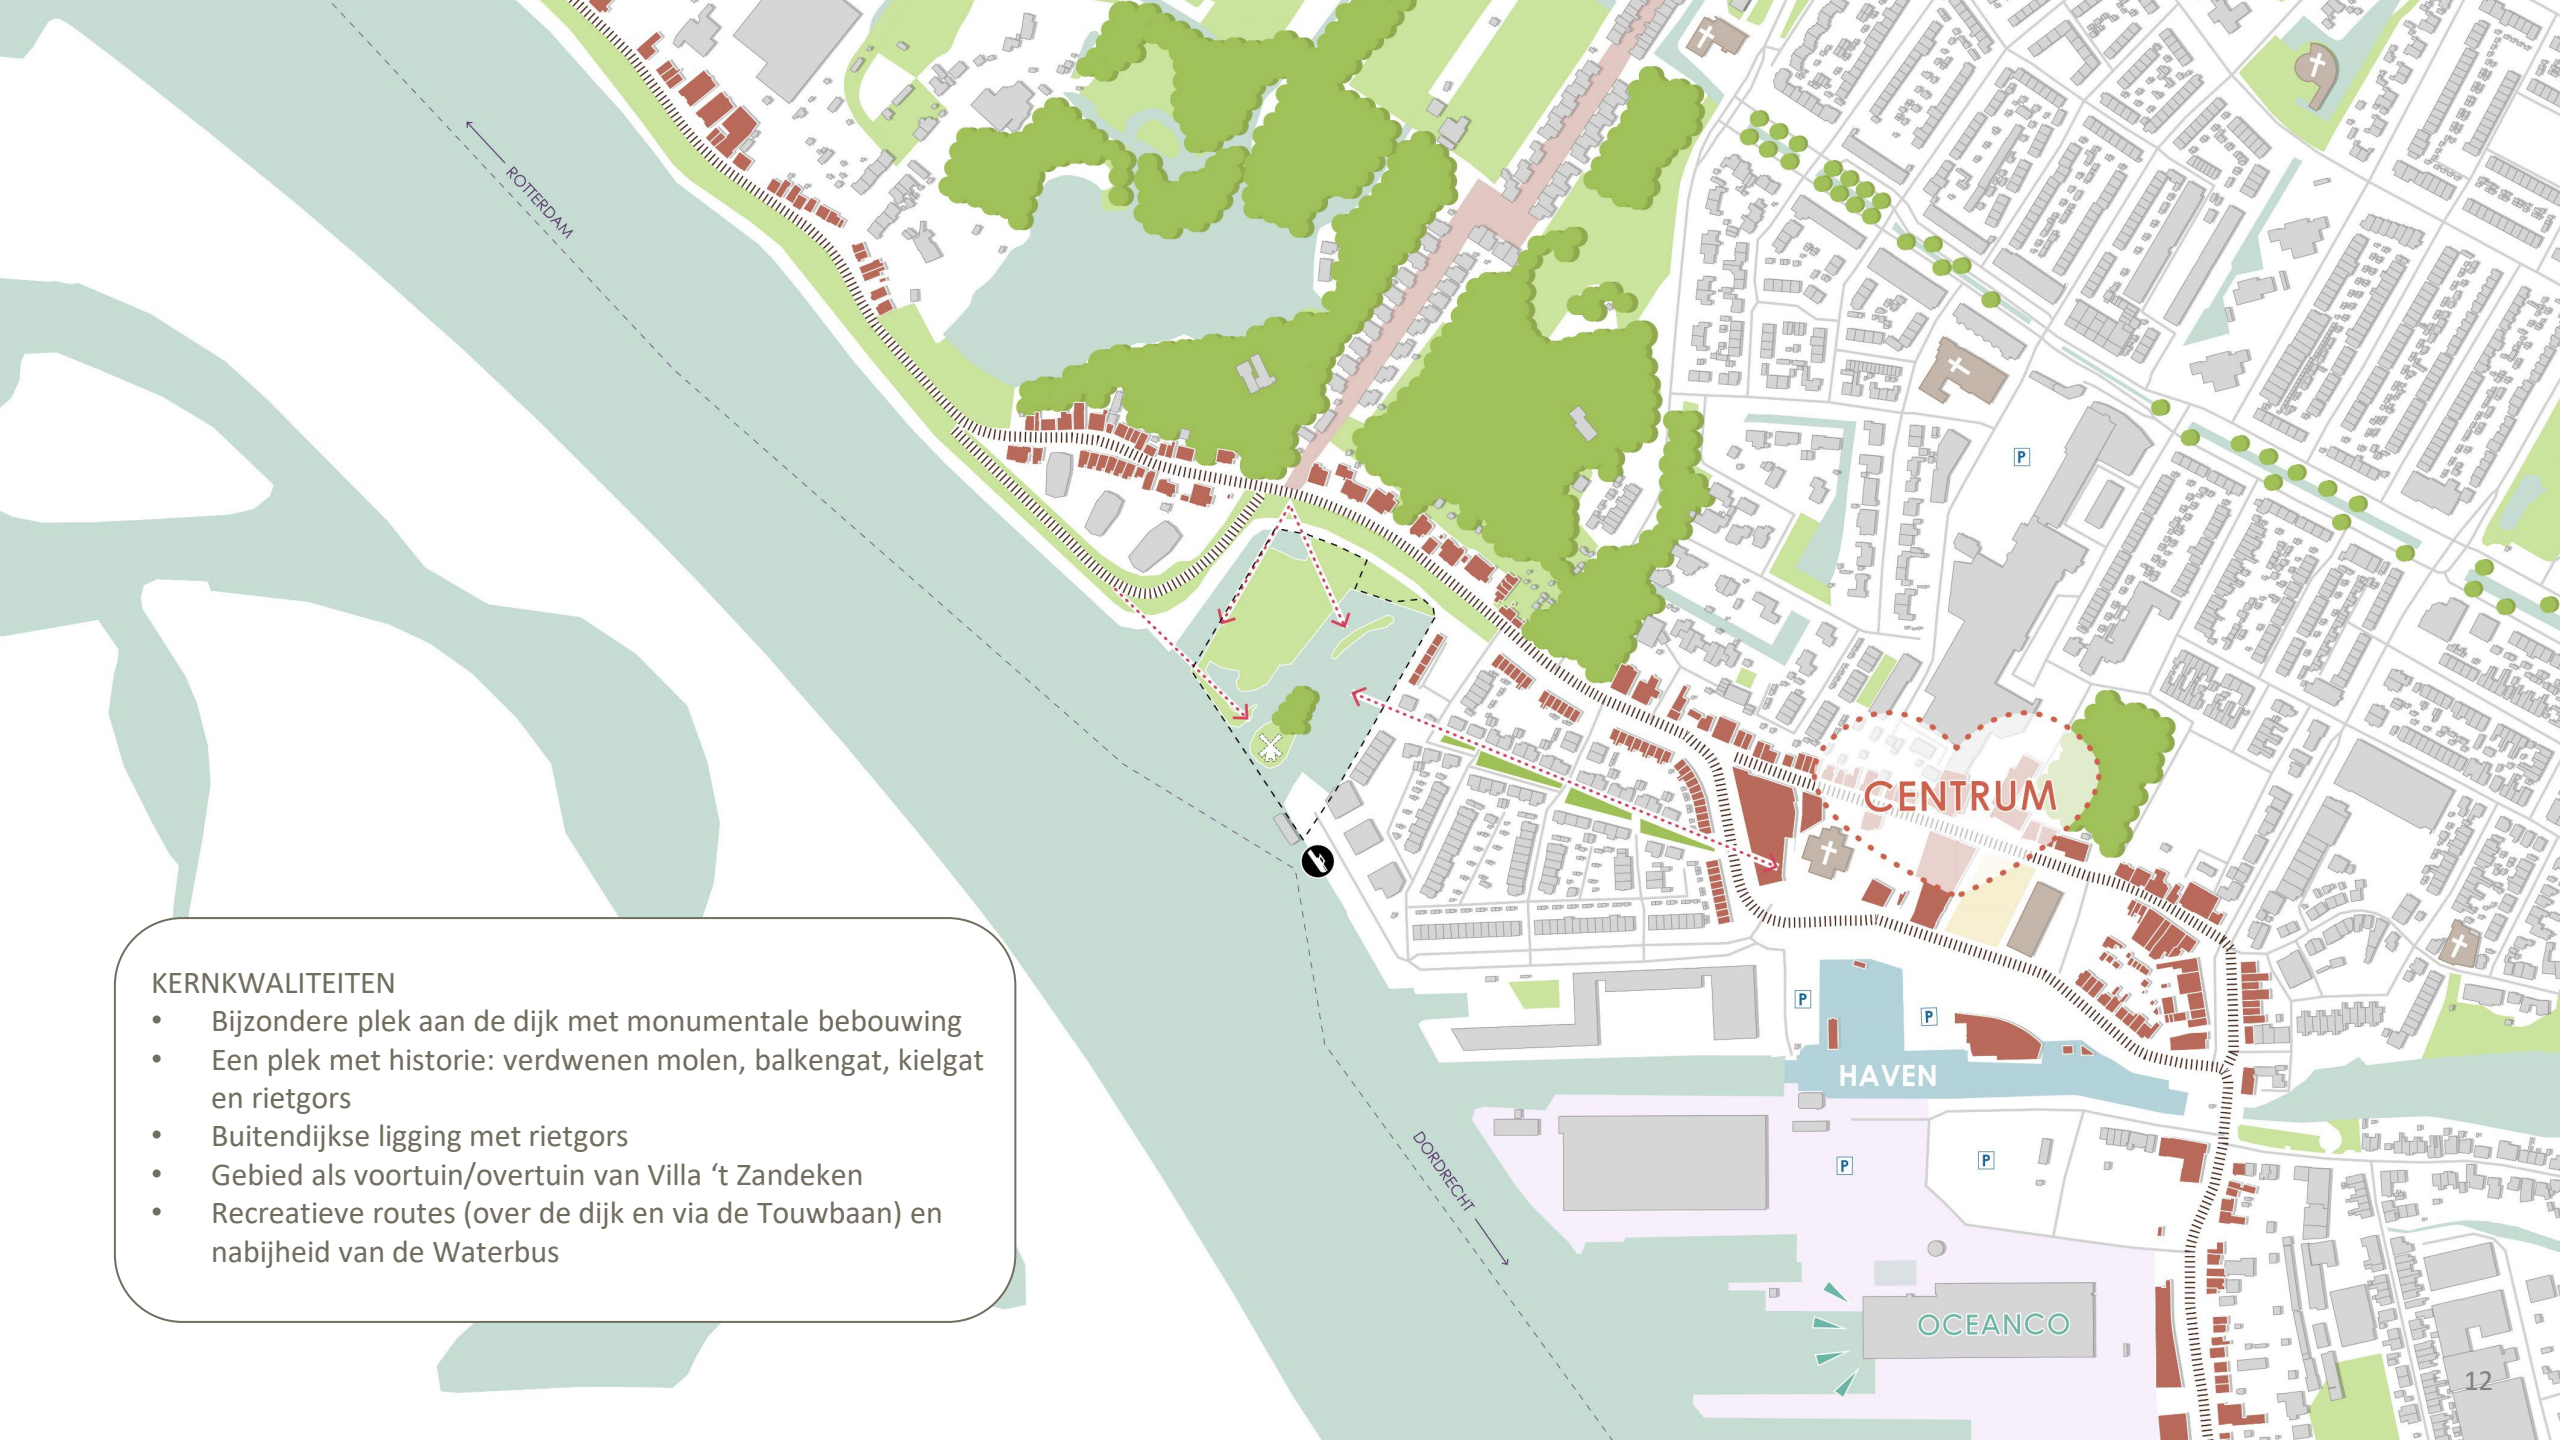 ROTTERDAM
P
CENTRUM
KERNKWALITEITEN
• Bijzondere plek aan de dijk met monumentale bebouwing
• Een plek met historie: verdwenen molen, balkengat, kielgat
en rietgors
• Buitendijkse ligging met rietgors
• Gebied als voortuin/overtuin van Villa ‘t Zandeken
• Recreatieve routes (over de dijk en via de Touwbaan) en
nabijheid van de Waterbus
P
P
HAVEN
DORDRECHT
P
P
OCEANCO
12